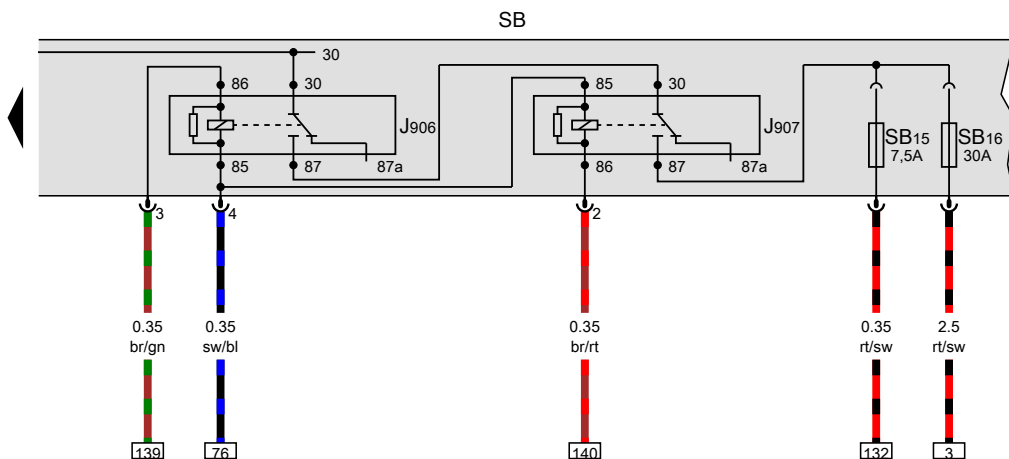 SB
30
86 30 85 30
J906 J907 SB15 SB16
7,5A 30A
85 87 87a 86 87 87a
3 4 2
0.35 0.35 0.35 0.35 2.5
br/gn sw/bl br/rt rt/sw rt/sw
139 76 140 132 3